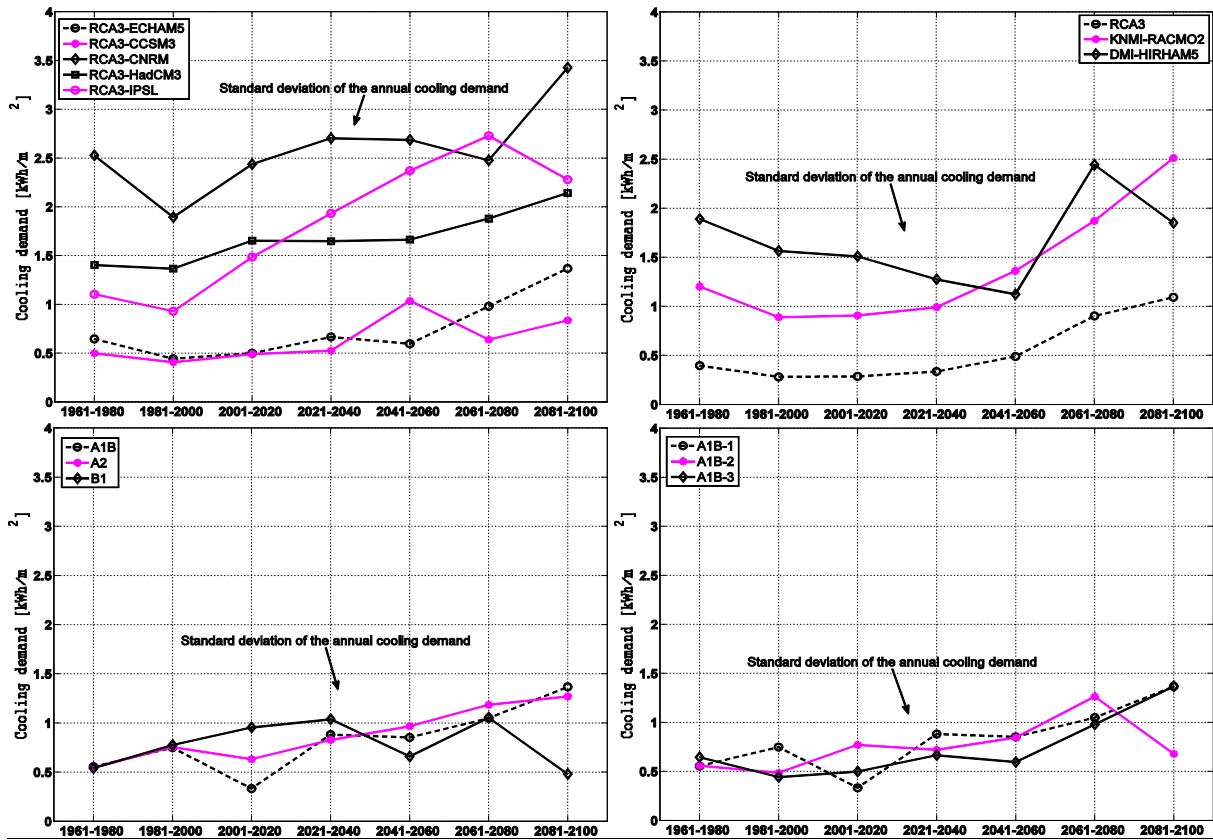 RCA3-ECHAM5
RCA3-CCSM3
RCA3-CNRM
RCA3-HadCM3
RCA3-IPSL
Standard deviation of the annual cooling demand
Cooling demand [kWh/m²]
4
3.5
3
2.5
2
1.5
1
0.5
0
1961-1980 1981-2000 2001-2020 2021-2040 2041-2060 2061-2080 2081-2100
RCA3
KNMI-RACMO2
DMI-HIRHAM5
Standard deviation of the annual cooling demand
Cooling demand [kWh/m²]
4
3.5
3
2.5
2
1.5
1
0.5
0
1961-1980 1981-2000 2001-2020 2021-2040 2041-2060 2061-2080 2081-2100
A1B
A2
B1
Standard deviation of the annual cooling demand
Cooling demand [kWh/m²]
4
3.5
3
2.5
2
1.5
1
0.5
0
1961-1980 1981-2000 2001-2020 2021-2040 2041-2060 2061-2080 2081-2100
A1B-1
A1B-2
A1B-3
Standard deviation of the annual cooling demand
Cooling demand [kWh/m²]
4
3.5
3
2.5
2
1.5
1
0.5
0
1961-1980 1981-2000 2001-2020 2021-2040 2041-2060 2061-2080 2081-2100